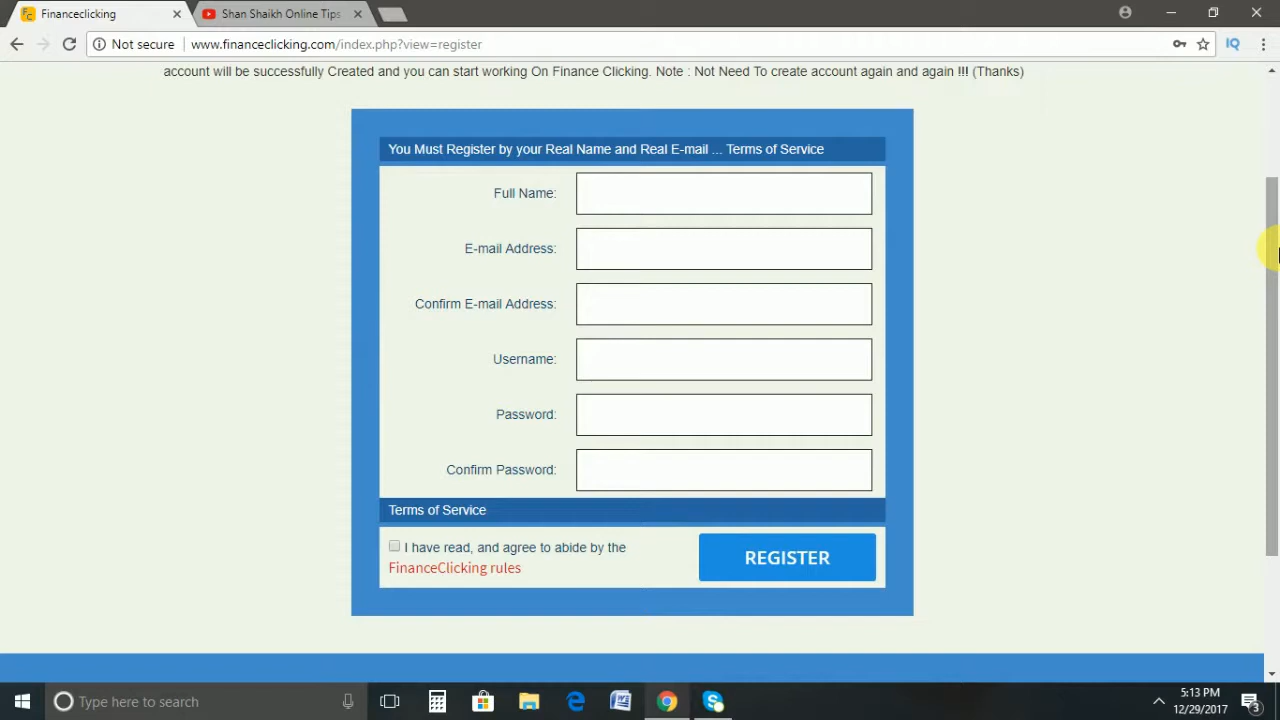 Financeclicking
Shan Shaikh Online Tips
Not secure
www.financeclicking.com/index.php?view=register
IQ
account will be successfully Created and you can start working On Finance Clicking. Note : Not Need To create account again and again !!! (Thanks)
You Must Register by your Real Name and Real E-mail ... Terms of Service
Full Name:
E-mail Address:
Confirm E-mail Address:
Username:
Password:
Confirm Password:
Terms of Service
I have read, and agree to abide by the
FinanceClicking rules
REGISTER
Type here to search
5:13 PM
12/29/2017
3